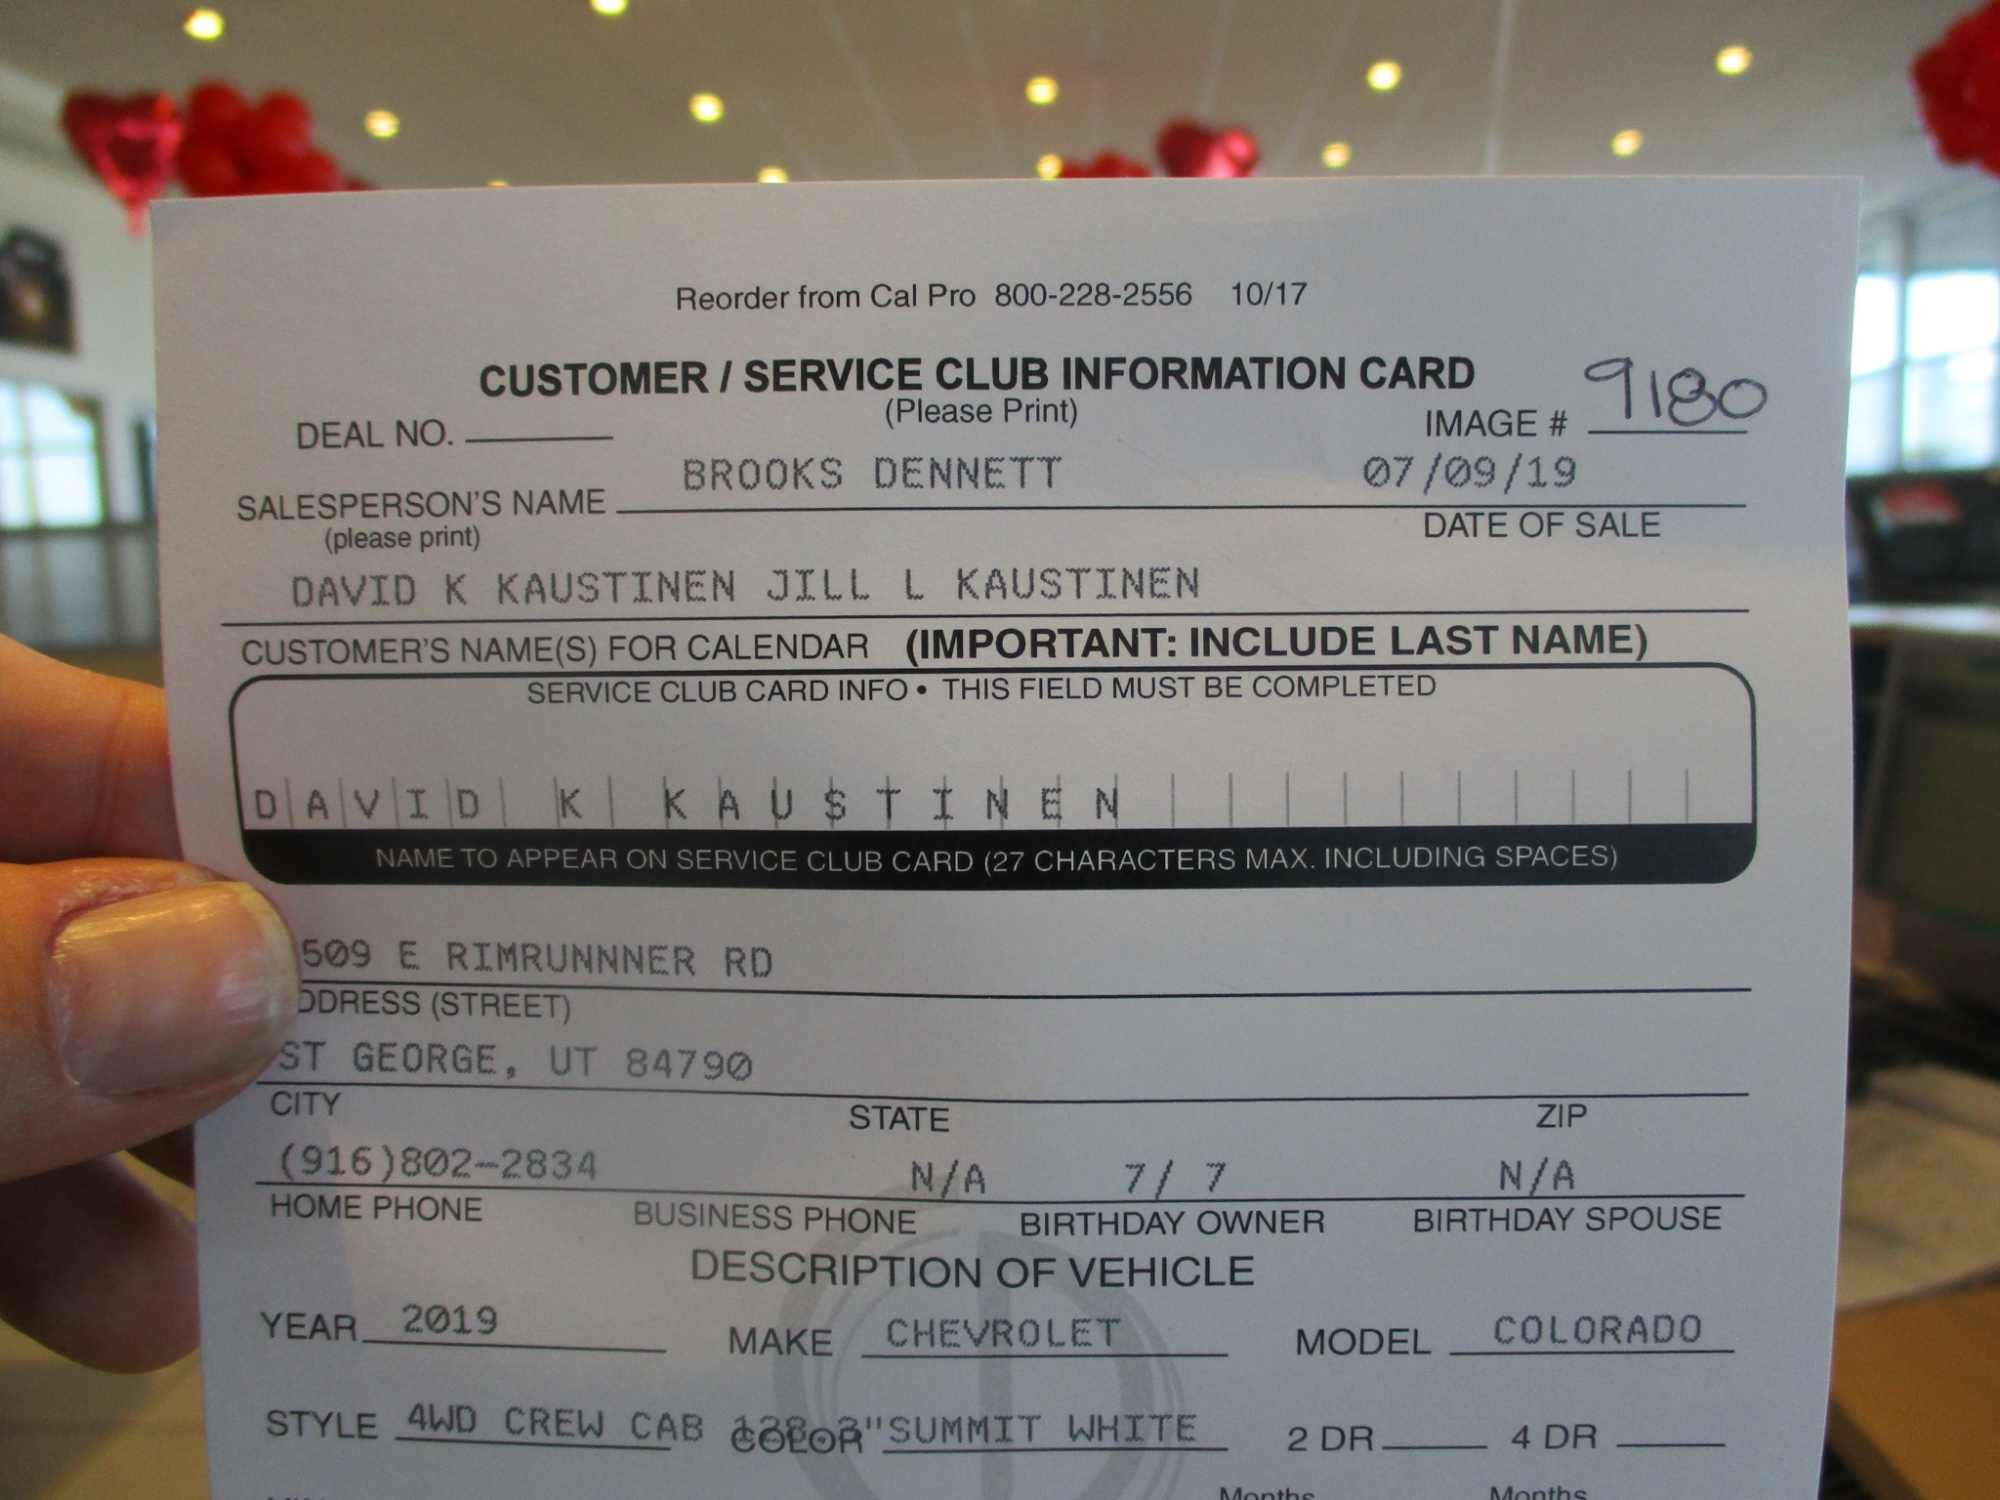 Reorder from Cal Pro 800-228-2556 10/17
CUSTOMER / SERVICE CLUB INFORMATION CARD
(Please Print)
DEAL NO. IMAGE # 9180
BROOKS DENNETT 07/09/19
SALESPERSON'S NAME
(please print) DATE OF SALE
DAVID K KAUSTINEN JILL L KAUSTINEN
CUSTOMER'S NAME(S) FOR CALENDAR (IMPORTANT: INCLUDE LAST NAME)
SERVICE CLUB CARD INFO • THIS FIELD MUST BE COMPLETED
DAVID K KAUSTINEN
NAME TO APPEAR ON SERVICE CLUB CARD (27 CHARACTERS MAX. INCLUDING SPACES)
509 E RIMRUNNNER RD
DDRESS (STREET)
ST GEORGE, UT 84790
CITY STATE ZIP
(916)802-2834 N/A 7/ 7 N/A
HOME PHONE BUSINESS PHONE BIRTHDAY OWNER BIRTHDAY SPOUSE
DESCRIPTION OF VEHICLE
YEAR 2019 MAKE CHEVROLET MODEL COLORADO
STYLE 4WD CREW CAB COLOR SUMMIT WHITE 2 DR 4 DR
Months Months